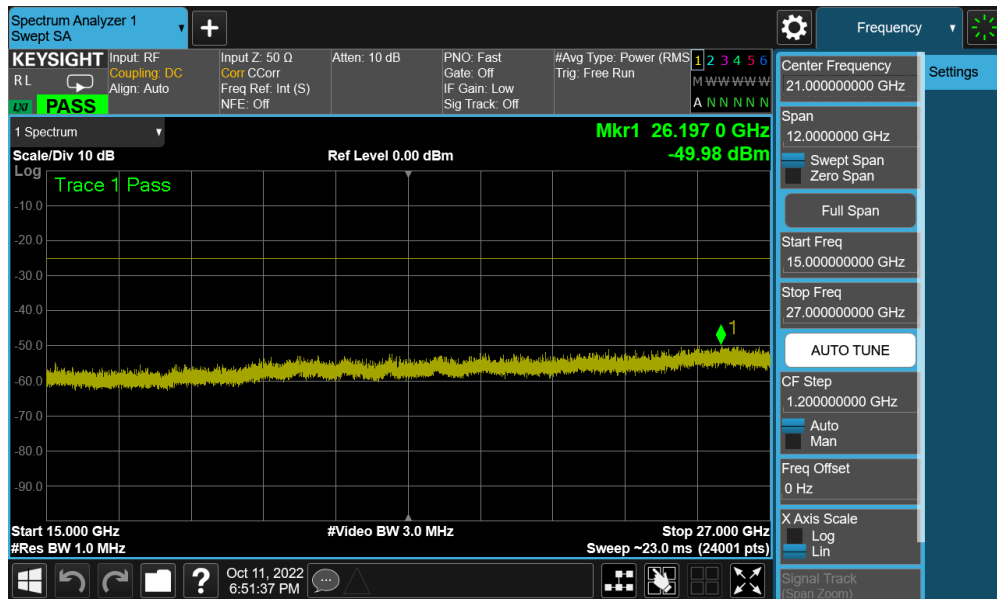 Spectrum Analyzer 1
Swept SA
Frequency
KEYSIGHT
R L
LXI PASS
Input: RF
Coupling: DC
Align: Auto
Input Z: 50 Ω
Corr CCorr
Freq Ref: Int (S)
NFE: Off
Atten: 10 dB
PNO: Fast
Gate: Off
IF Gain: Low
Sig Track: Off
#Avg Type: Power (RMS
Trig: Free Run
1 2 3 4 5 6
M W W W W W
A N N N N N
1 Spectrum
Scale/Div 10 dB
Ref Level 0.00 dBm
Mkr1 26.197 0 GHz
-49.98 dBm
Log
Trace 1 Pass
-10.0
-20.0
-30.0
-40.0
-50.0
-60.0
-70.0
-80.0
-90.0
1
Start 15.000 GHz
#Res BW 1.0 MHz
#Video BW 3.0 MHz
Stop 27.000 GHz
Sweep ~23.0 ms (24001 pts)
Center Frequency
21.000000000 GHz
Span
12.0000000 GHz
Swept Span
Zero Span
Full Span
Start Freq
15.000000000 GHz
Stop Freq
27.000000000 GHz
AUTO TUNE
CF Step
1.200000000 GHz
Auto
Man
Freq Offset
0 Hz
X Axis Scale
Log
Lin
Signal Track
(Span Zoom)
Settings
?
Oct 11, 2022
6:51:37 PM